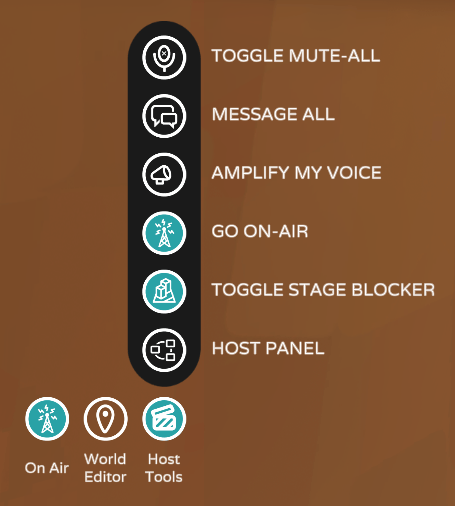 TOGGLE MUTE-ALL
MESSAGE ALL
AMPLIFY MY VOICE
GO ON-AIR
TOGGLE STAGE BLOCKER
HOST PANEL
On Air
World
Editor
Host
Tools